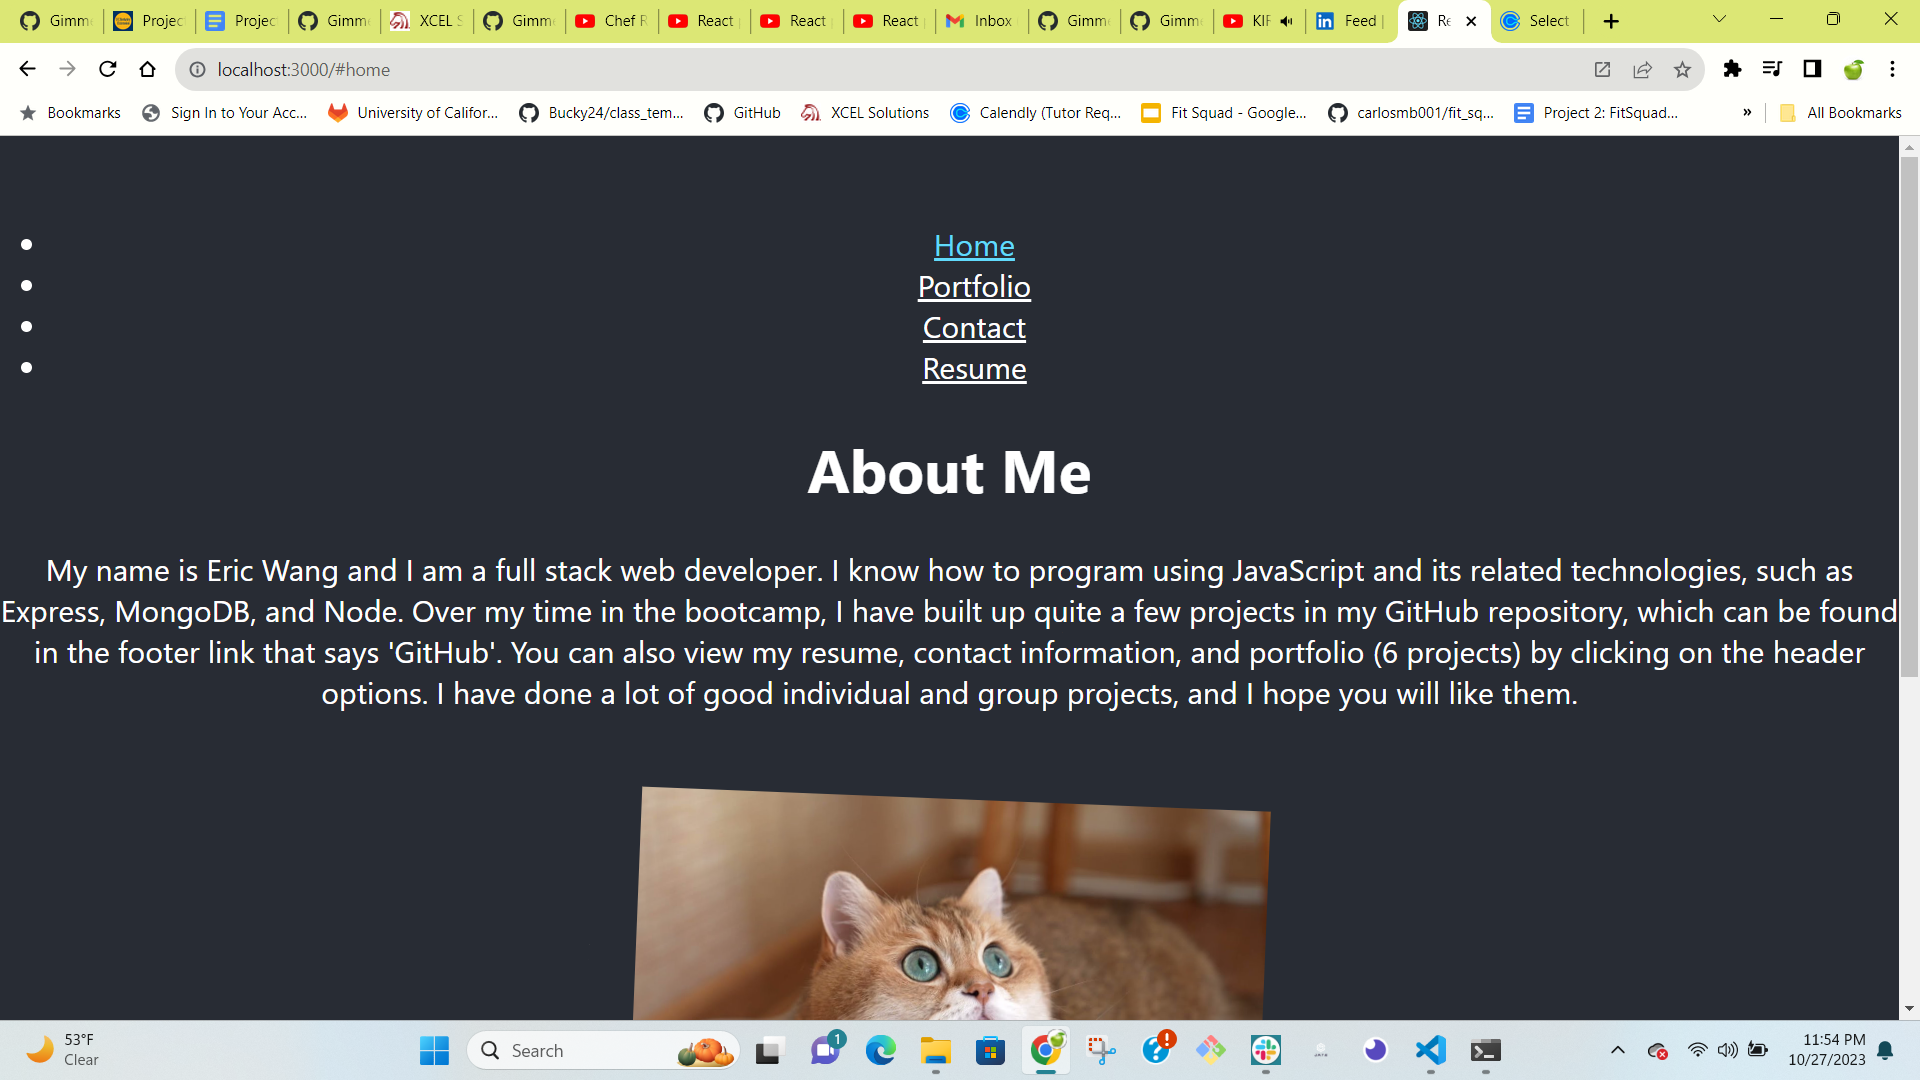 Gimme Project Project Gimme XCEL S Gimme Chef R React React React Inbox Gimme Gimme KIF Feed Re Select
localhost:3000/#home
Bookmarks Sign In to Your Acc... University of Califor... Bucky24/class_tem... GitHub XCEL Solutions Calendly (Tutor Req... Fit Squad - Google... carlosmb001/fit_sq... Project 2: FitSquad... » All Bookmarks
Home
Portfolio
Contact
Resume
About Me
My name is Eric Wang and I am a full stack web developer. I know how to program using JavaScript and its related technologies, such as
Express, MongoDB, and Node. Over my time in the bootcamp, I have built up quite a few projects in my GitHub repository, which can be found
in the footer link that says 'GitHub'. You can also view my resume, contact information, and portfolio (6 projects) by clicking on the header
options. I have done a lot of good individual and group projects, and I hope you will like them.
53°F
Clear
Search
1
11:54 PM
10/27/2023